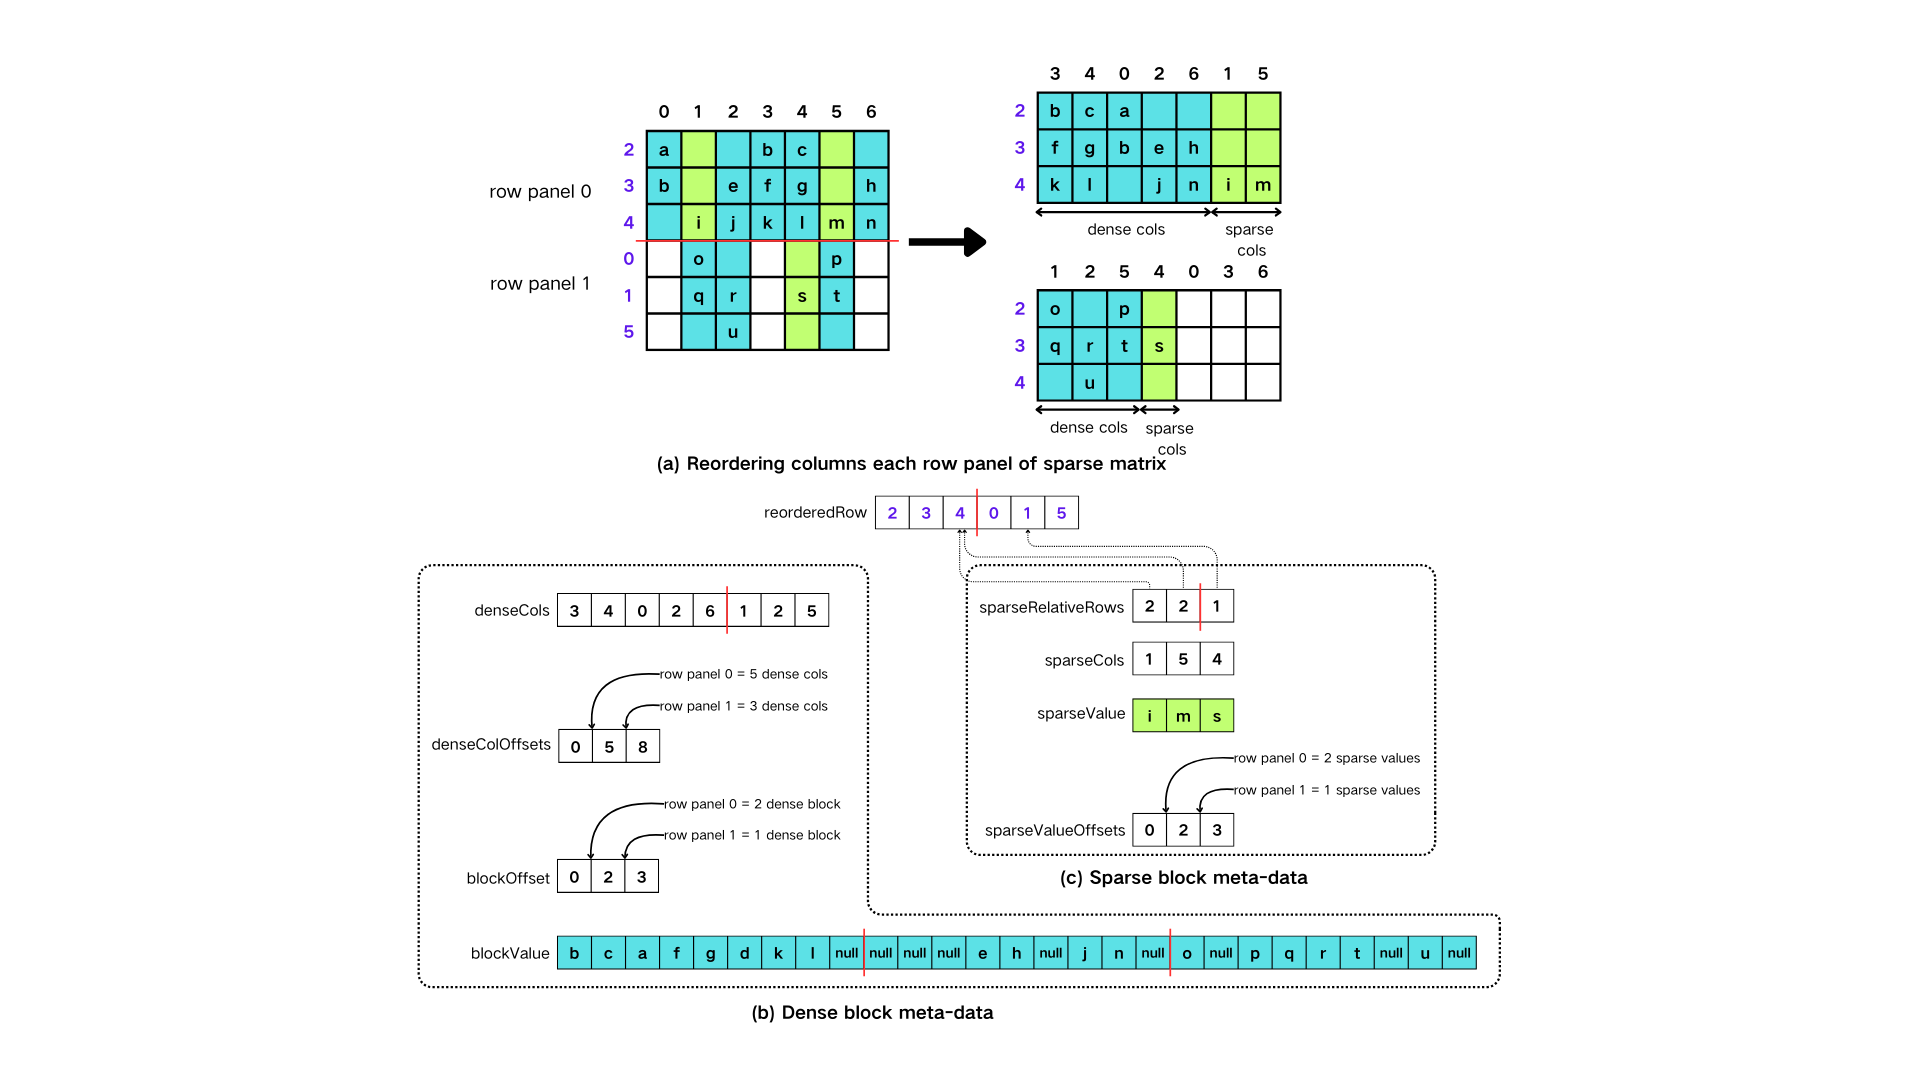 0 1 2 3 4 5 6
2 a b c
row panel 0
3 b e f g h
4 i j k l m n
row panel 1
0 o p
1 q r s t
5 u
3 4 0 2 6 1 5
2 b c a
3 f g b e h
4 k l j n i m
dense cols
sparse
cols
1 2 5 4 0 3 6
2 o p
3 q r t s
4 u
dense cols
sparse
cols
(a) Reordering columns each row panel of sparse matrix
reorderedRow 2 3 4 0 1 5
denseCols 3 4 0 2 6 1 2 5
row panel 0 = 5 dense cols
row panel 1 = 3 dense cols
denseColOffsets 0 5 8
row panel 0 = 2 dense block
row panel 1 = 1 dense block
blockOffset 0 2 3
blockValue b c a f g d k l null null null null e h null j n null o null p q r t null u null
(b) Dense block meta-data
sparseRelativeRows 2 2 1
sparseCols 1 5 4
sparseValue i m s
row panel 0 = 2 sparse values
row panel 1 = 1 sparse values
sparseValueOffsets 0 2 3
(c) Sparse block meta-data